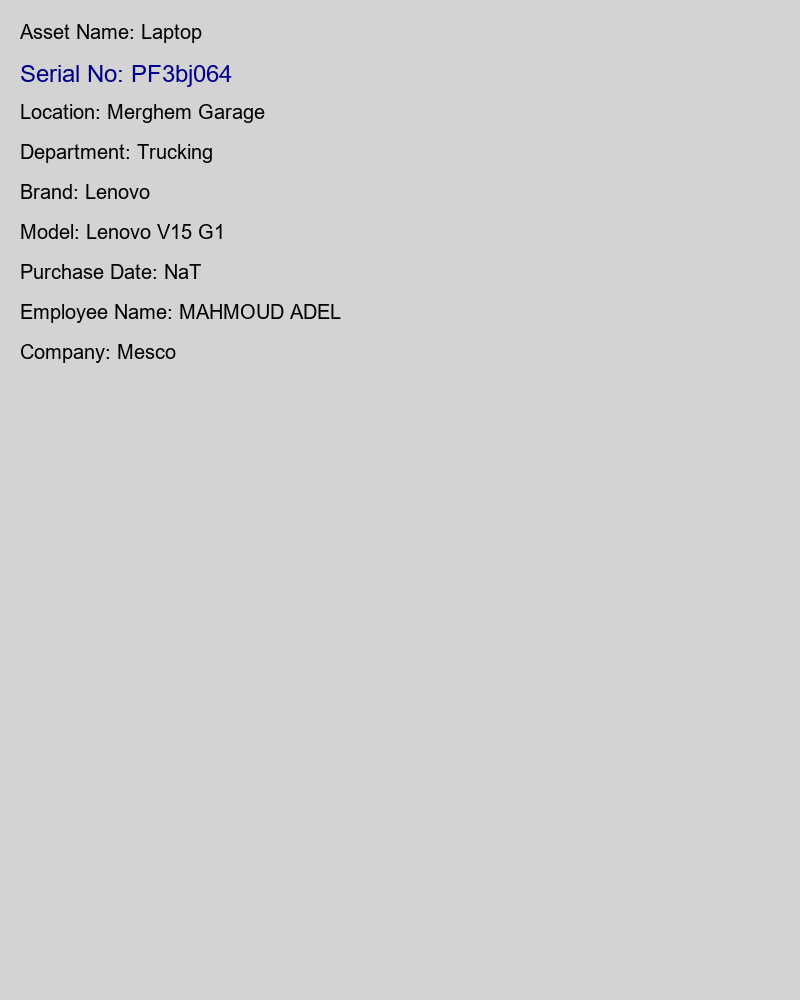 Asset Name: Laptop
Serial No: PF3bj064
Location: Merghem Garage
Department: Trucking
Brand: Lenovo
Model: Lenovo V15 G1
Purchase Date: NaT
Employee Name: MAHMOUD ADEL
Company: Mesco